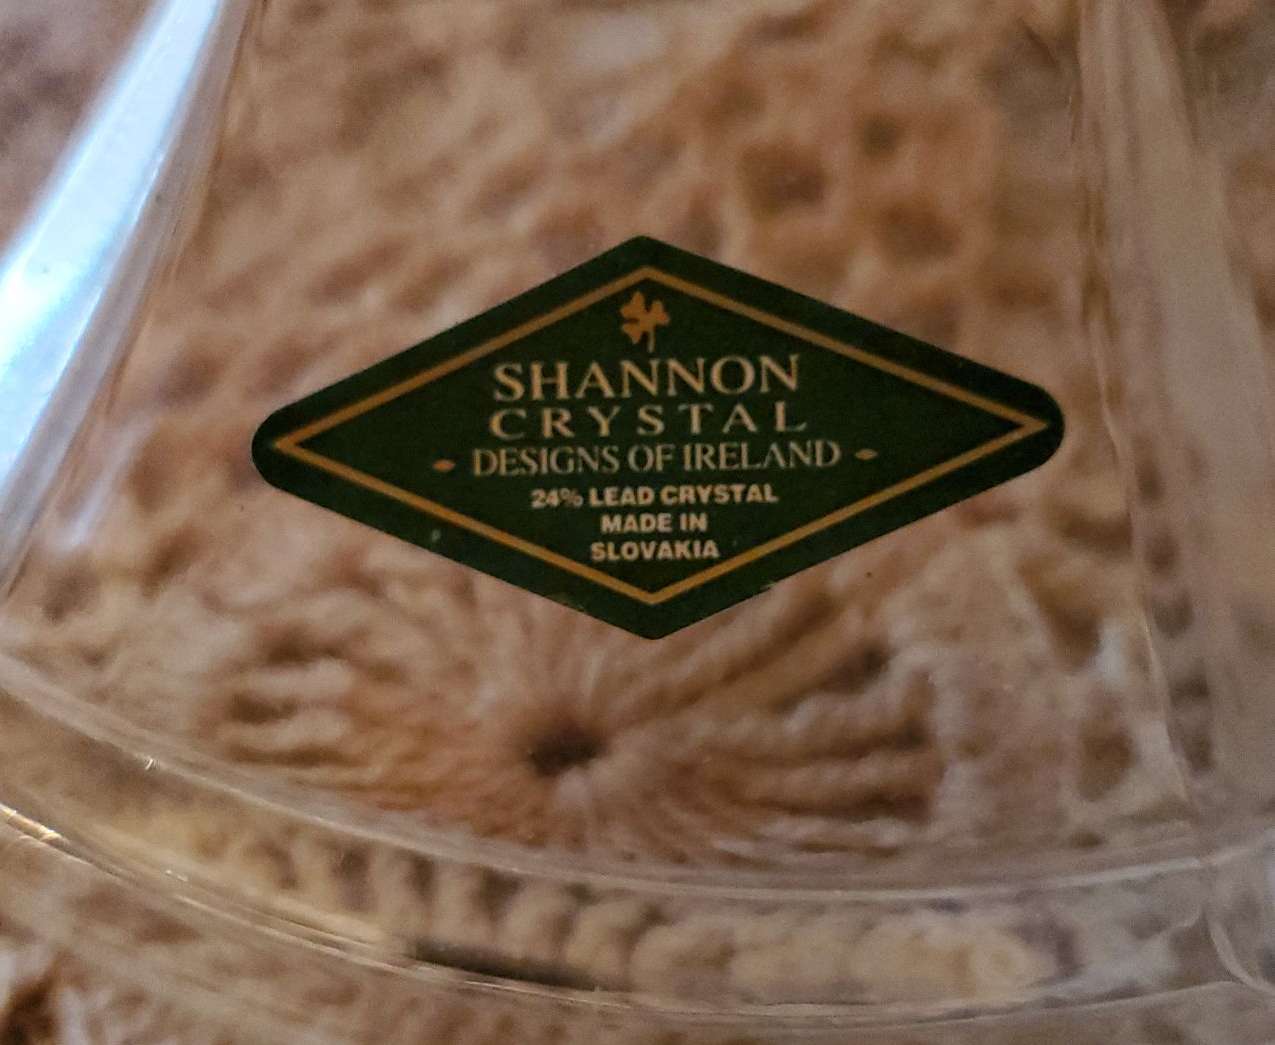 SHANNON
CRYSTAL
DESIGNS OF IRELAND
24% LEAD CRYSTAL
MADE IN
SLOVAKIA